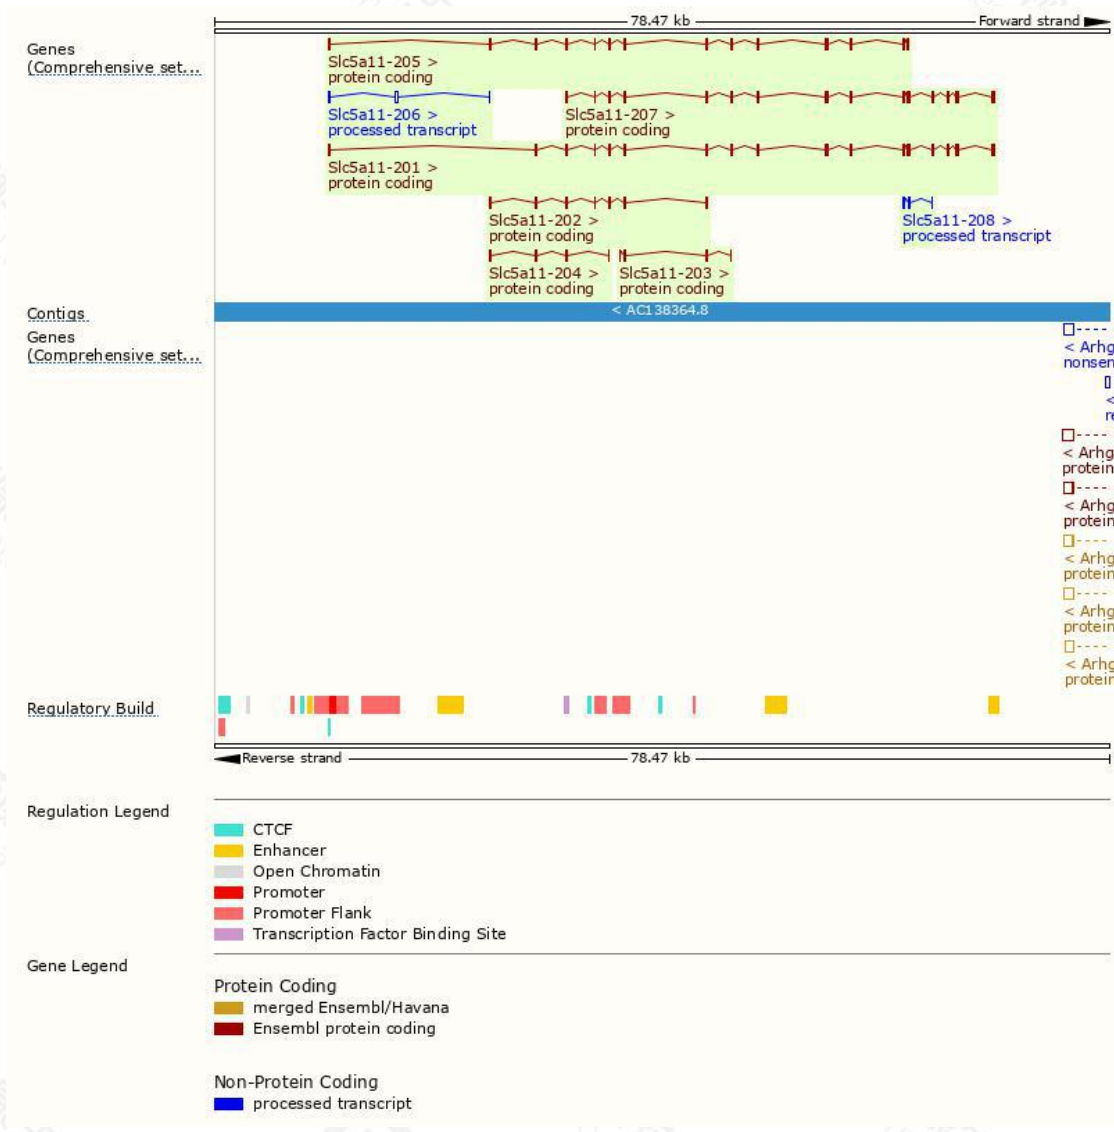 78.47 kb
Forward strand
Genes
(Comprehensive set...
Slc5a11-205 >
protein coding
Slc5a11-206 >
processed transcript
Slc5a11-207 >
protein coding
Slc5a11-201 >
protein coding
Slc5a11-202 >
protein coding
Slc5a11-208 >
processed transcript
Slc5a11-204 >
protein coding
Slc5a11-203 >
protein coding
Contigs
< AC138364.8
Genes
(Comprehensive set...
< Arhg
nonsen
<
re
< Arhg
protein
< Arhg
protein
< Arhg
protein
< Arhg
protein
< Arhg
protein
Regulatory Build
Reverse strand
78.47 kb
Regulation Legend
CTCF
Enhancer
Open Chromatin
Promoter
Promoter Flank
Transcription Factor Binding Site
Gene Legend
Protein Coding
merged Ensembl/Havana
Ensembl protein coding
Non-Protein Coding
processed transcript